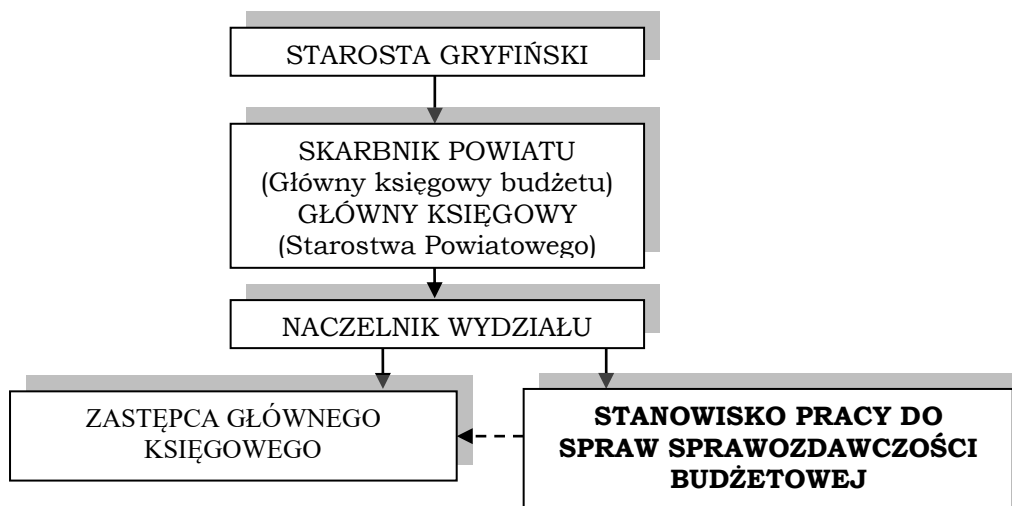 STAROSTA GRYFIŃSKI
SKARBNIK POWIATU
(Główny księgowy budżetu)
GŁÓWNY KSIĘGOWY
(Starostwa Powiatowego)
NACZELNIK WYDZIAŁU
ZASTĘPCA GŁÓWNEGO
KSIĘGOWEGO
STANOWISKO PRACY DO
SPRAW SPRAWOZDAWCZOŚCI
BUDŻETOWEJ